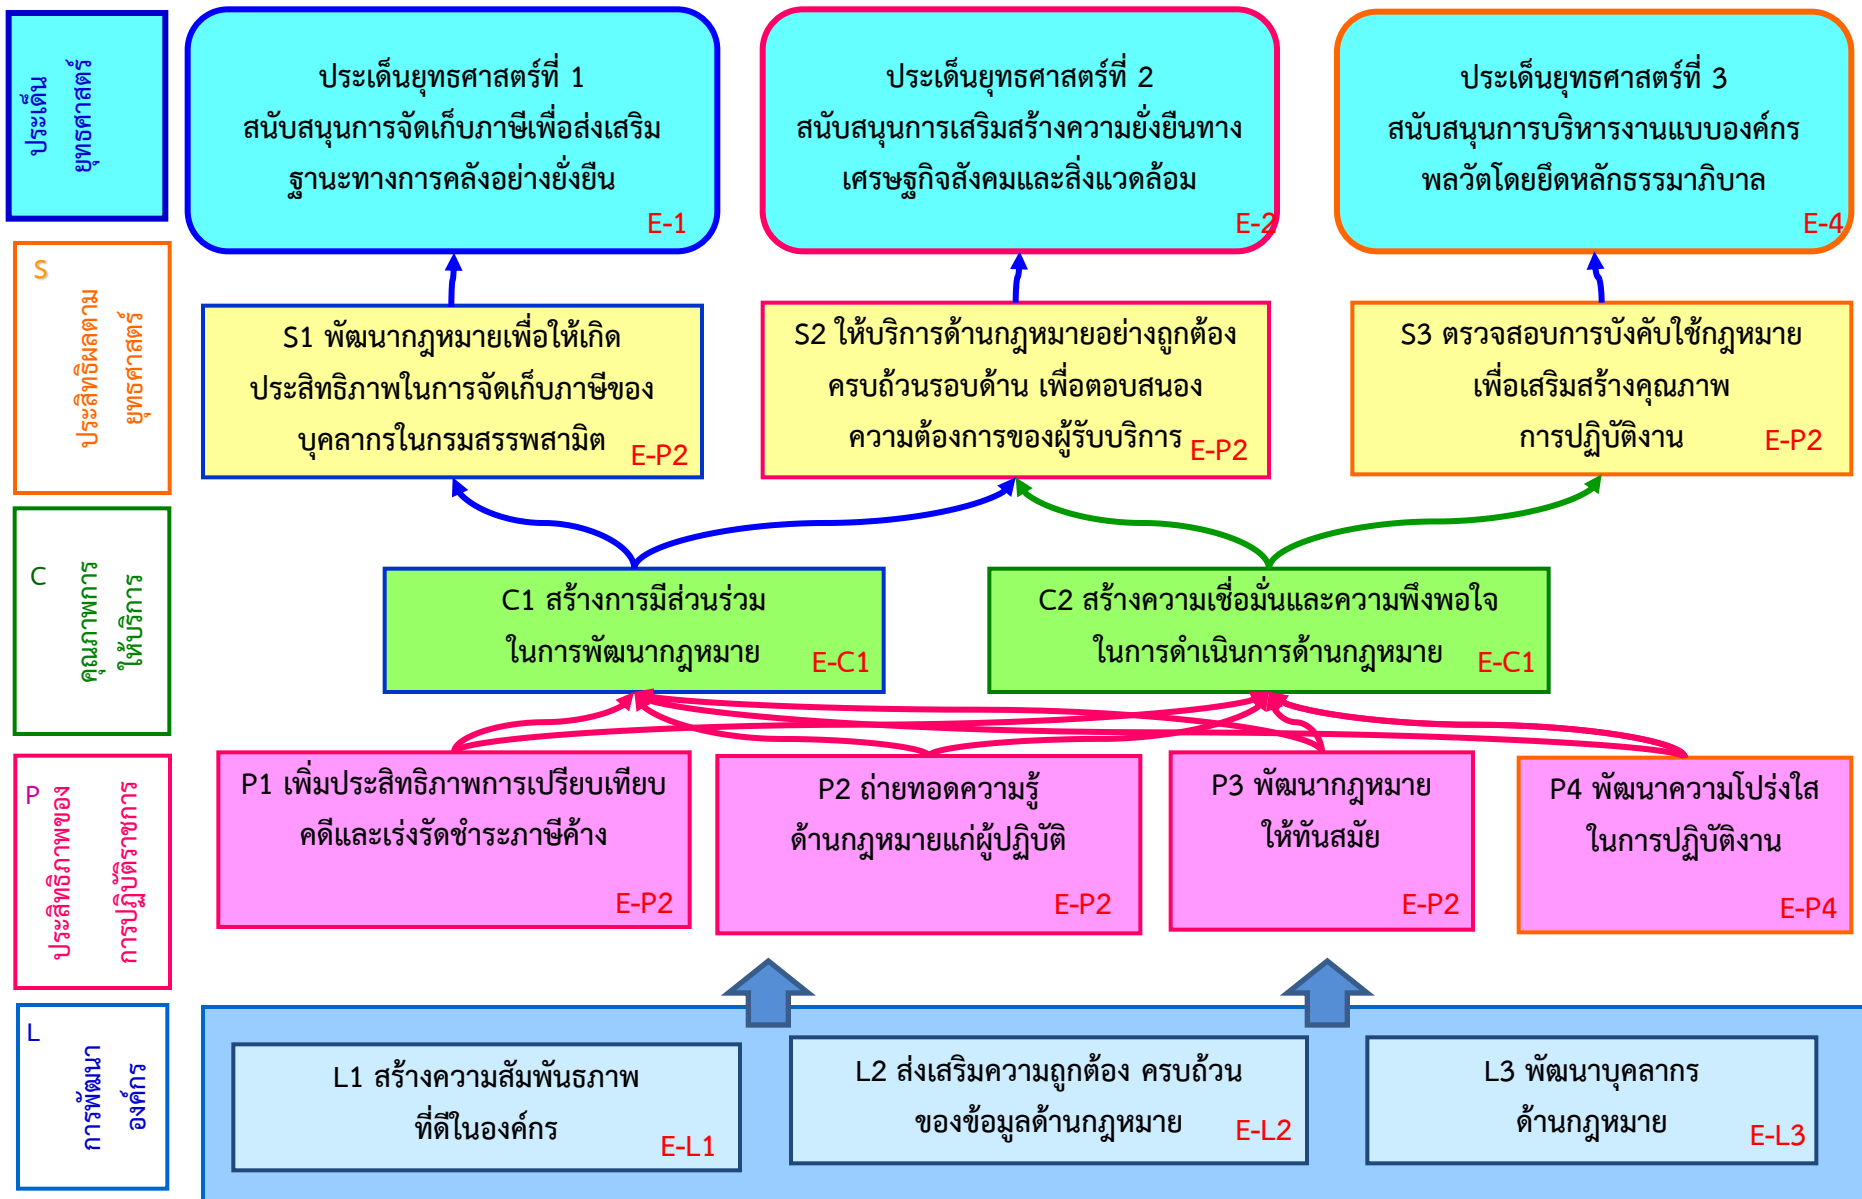 ประเด็น
ยุทธศาสตร์
ประเด็นยุทธศาสตร์ที่ 1
สนับสนุนการจัดเก็บภาษีเพื่อส่งเสริม
ฐานะทางการคลังอย่างยั่งยืน
E-1
ประเด็นยุทธศาสตร์ที่ 2
สนับสนุนการเสริมสร้างความยั่งยืนทาง
เศรษฐกิจสังคมและสิ่งแวดล้อม
E-2
ประเด็นยุทธศาสตร์ที่ 3
สนับสนุนการบริหารงานแบบองค์กร
พลวัตโดยยึดหลักธรรมาภิบาล
E-4
S
ประสิทธิผลตาม
ยุทธศาสตร์
S1 พัฒนากฎหมายเพื่อให้เกิด
ประสิทธิภาพในการจัดเก็บภาษีของ
บุคลากรในกรมสรรพสามิต
E-P2
S2 ให้บริการด้านกฎหมายอย่างถูกต้อง
ครบถ้วนรอบด้าน เพื่อตอบสนอง
ความต้องการของผู้รับบริการ
E-P2
S3 ตรวจสอบการบังคับใช้กฎหมาย
เพื่อเสริมสร้างคุณภาพ
การปฏิบัติงาน
E-P2
C
คุณภาพการ
ให้บริการ
C1 สร้างการมีส่วนร่วม
ในการพัฒนากฎหมาย
E-C1
C2 สร้างความเชื่อมั่นและความพึงพอใจ
ในการดำเนินการด้านกฎหมาย
E-C1
P
ประสิทธิภาพของ
การปฏิบัติราชการ
P1 เพิ่มประสิทธิภาพการเปรียบเทียบ
คดีและเร่งรัดชำระภาษีค้าง
E-P2
P2 ถ่ายทอดความรู้
ด้านกฎหมายแก่ผู้ปฏิบัติ
E-P2
P3 พัฒนากฎหมาย
ให้ทันสมัย
E-P2
P4 พัฒนาความโปร่งใส
ในการปฏิบัติงาน
E-P4
L
การพัฒนา
องค์กร
L1 สร้างความสัมพันธภาพ
ที่ดีในองค์กร
E-L1
L2 ส่งเสริมความถูกต้อง ครบถ้วน
ของข้อมูลด้านกฎหมาย
E-L2
L3 พัฒนาบุคลากร
ด้านกฎหมาย
E-L3